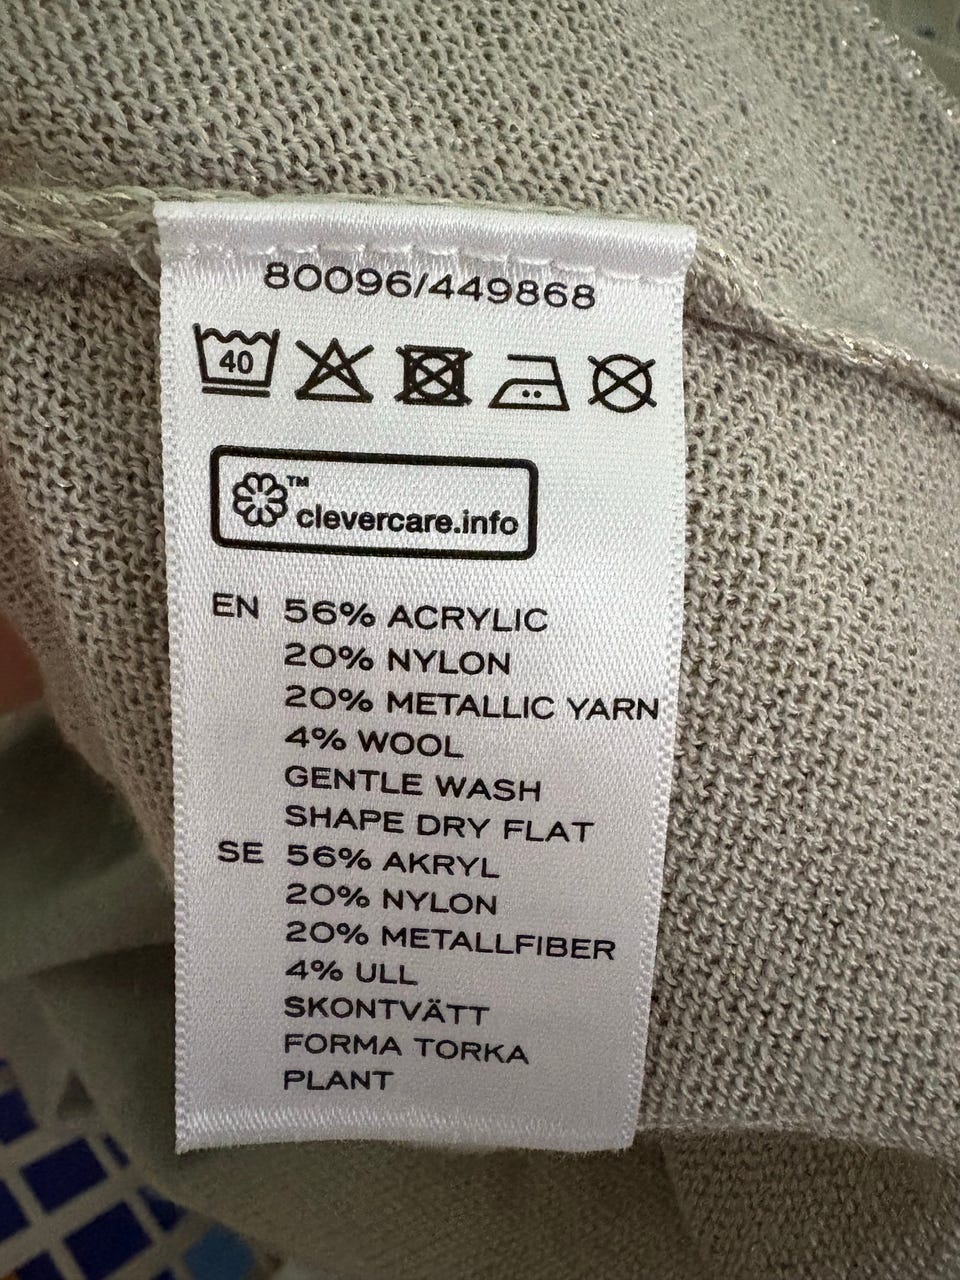 80096/449868
40
™
clevercare.info
EN 56% ACRYLIC
20% NYLON
20% METALLIC YARN
4% WOOL
GENTLE WASH
SHAPE DRY FLAT
SE 56% AKRYL
20% NYLON
20% METALLFIBER
4% ULL
SKONTVÄTT
FORMA TORKA
PLANT